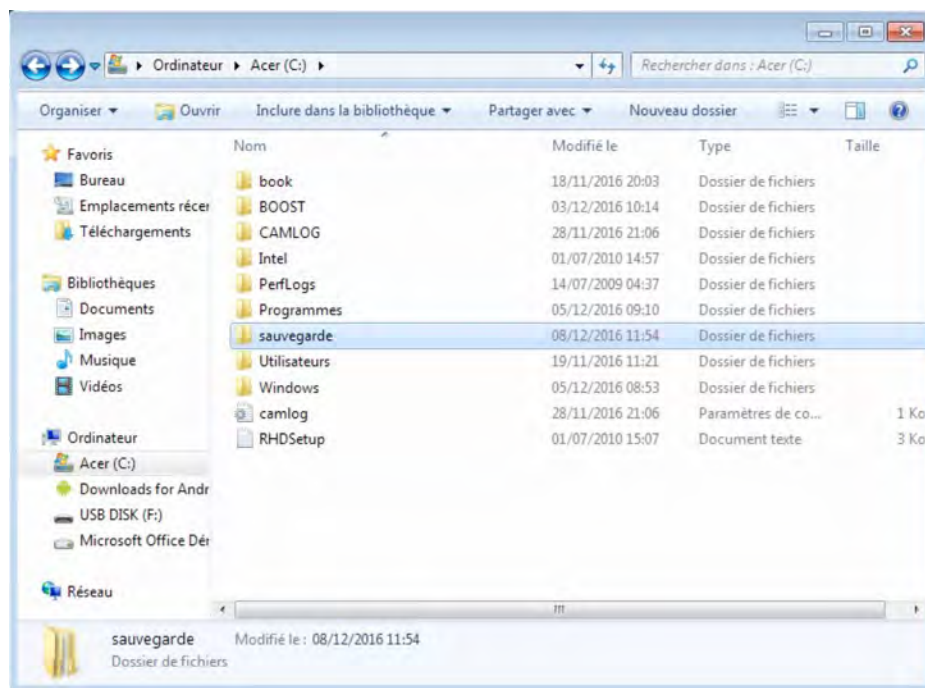 Ordinateur ▸ Acer (C:) ▸ Rechercher dans : Acer (C:)
Organiser Ouvrir Inclure dans la bibliothèque Partager avec Nouveau dossier
Nom Modifié le Type Taille
Favoris
Bureau
Emplacements récer
Téléchargements
Bibliothèques
Documents
Images
Musique
Vidéos
Ordinateur
Acer (C:)
Downloads for Andr
USB DISK (F:)
Microsoft Office Dér
Réseau
book 18/11/2016 20:03 Dossier de fichiers
BOOST 03/12/2016 10:14 Dossier de fichiers
CAMLOG 28/11/2016 21:06 Dossier de fichiers
Intel 01/07/2010 14:57 Dossier de fichiers
PerfLogs 14/07/2009 04:37 Dossier de fichiers
Programmes 05/12/2016 09:10 Dossier de fichiers
sauvegarde 08/12/2016 11:54 Dossier de fichiers
Utilisateurs 19/11/2016 11:21 Dossier de fichiers
Windows 05/12/2016 08:53 Dossier de fichiers
camlog 28/11/2016 21:06 Paramètres de co... 1 Ko
RHDSetup 01/07/2010 15:07 Document texte 3 Ko
sauvegarde Modifié le : 08/12/2016 11:54
Dossier de fichiers